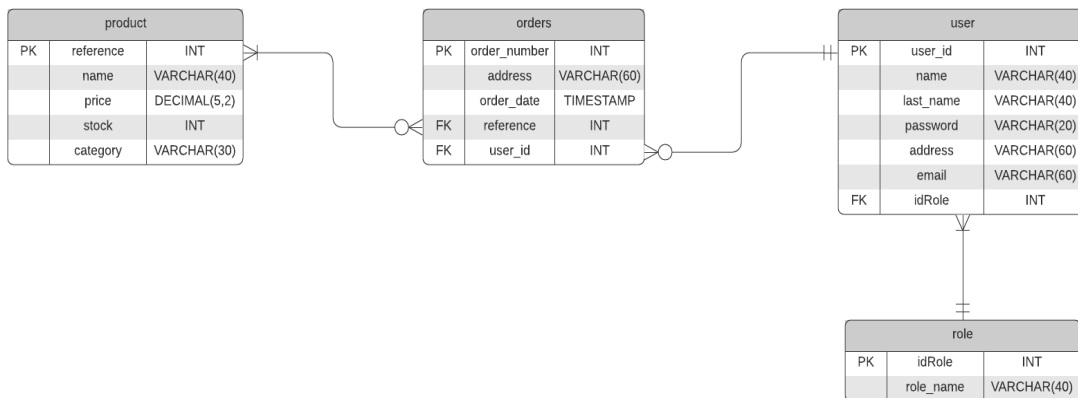 product
PK reference INT
name VARCHAR(40)
price DECIMAL(5,2)
stock INT
category VARCHAR(30)
orders
PK order_number INT
address VARCHAR(60)
order_date TIMESTAMP
FK reference INT
FK user_id INT
user
PK user_id INT
name VARCHAR(40)
last_name VARCHAR(40)
password VARCHAR(20)
address VARCHAR(60)
email VARCHAR(60)
FK idRole INT
role
PK idRole INT
role_name VARCHAR(40)